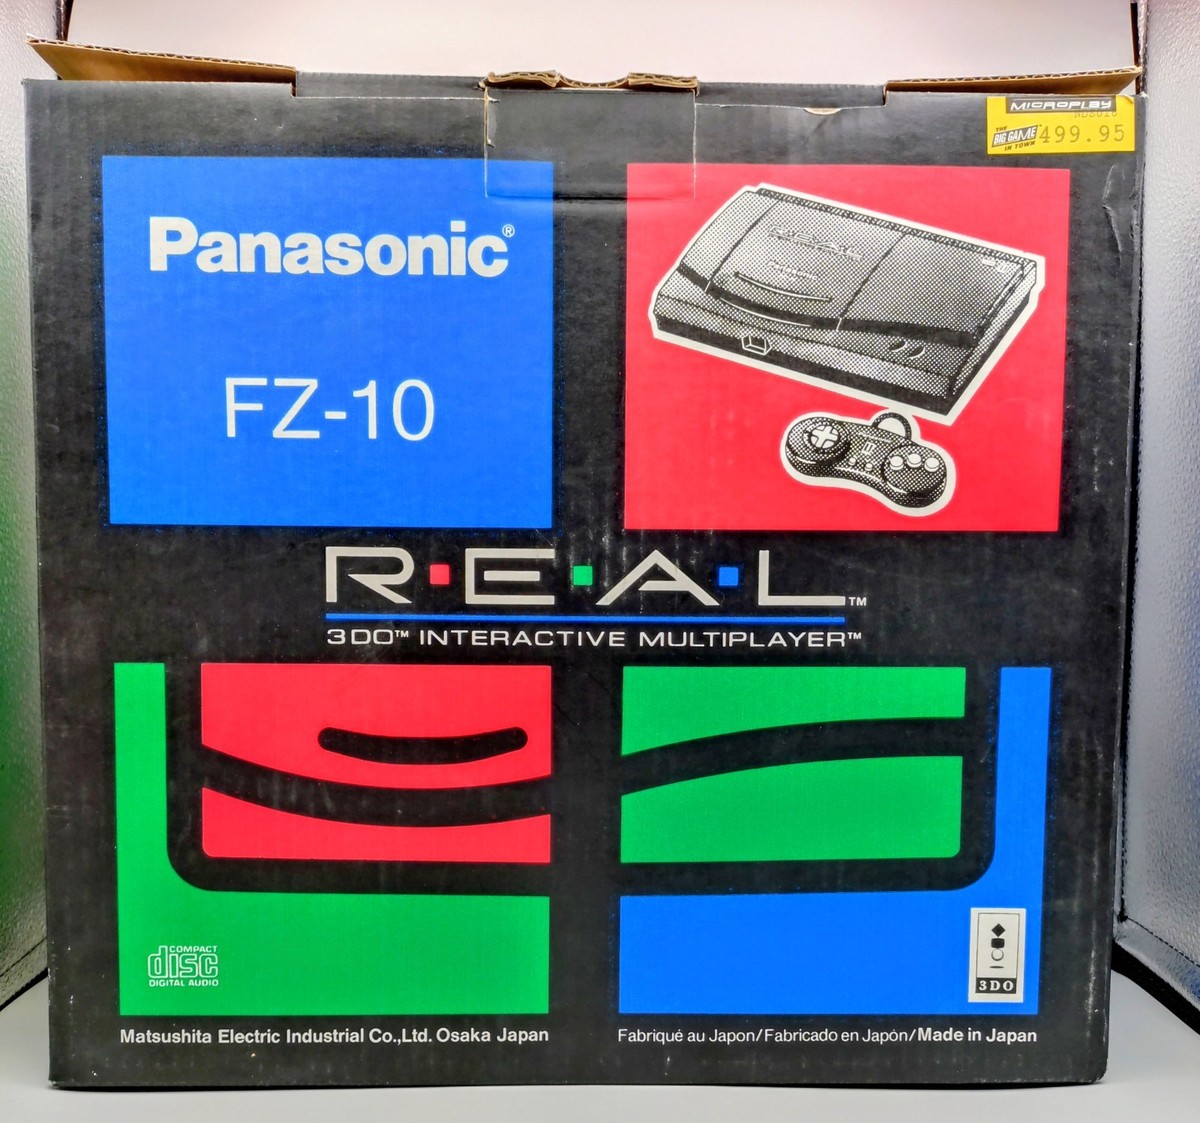 MICROPLAY
THE
BIG GAME
IN TOWN
499.95
Panasonic®
FZ-10
R·E·A·L™
3DO™ INTERACTIVE MULTIPLAYER™
COMPACT
disc
DIGITAL AUDIO
3DO
Matsushita Electric Industrial Co.,Ltd. Osaka Japan
Fabriqué au Japon/Fabricado en Japón/Made in Japan